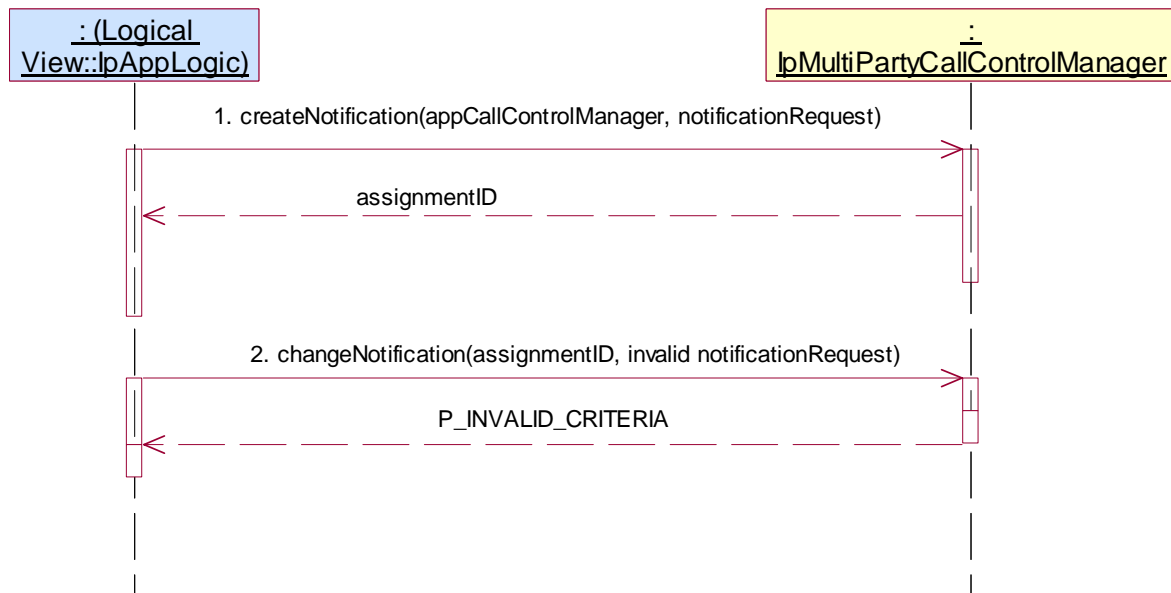 : (Logical
View::IpAppLogic)
:
IpMultiPartyCallControlManager
1. createNotification(appCallControlManager, notificationRequest)
assignmentID
2. changeNotification(assignmentID, invalid notificationRequest)
P_INVALID_CRITERIA